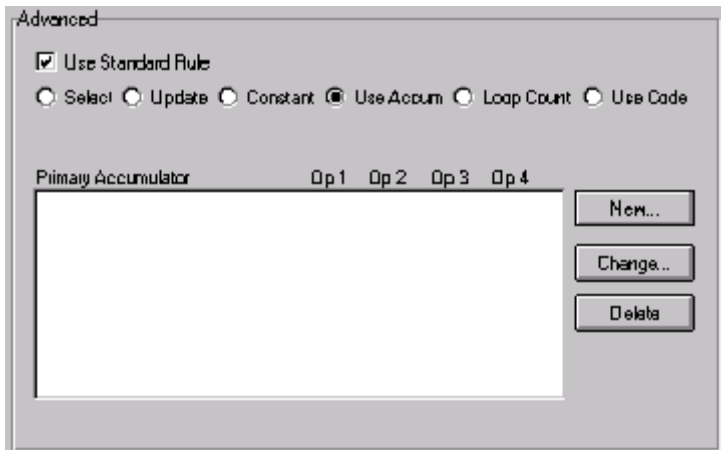 Advanced
Use Standard Rule
Select Update Constant Use Accum Loop Count Use Code
Primary Accumulator Op 1 Op 2 Op 3 Op 4
New...
Change...
Delete